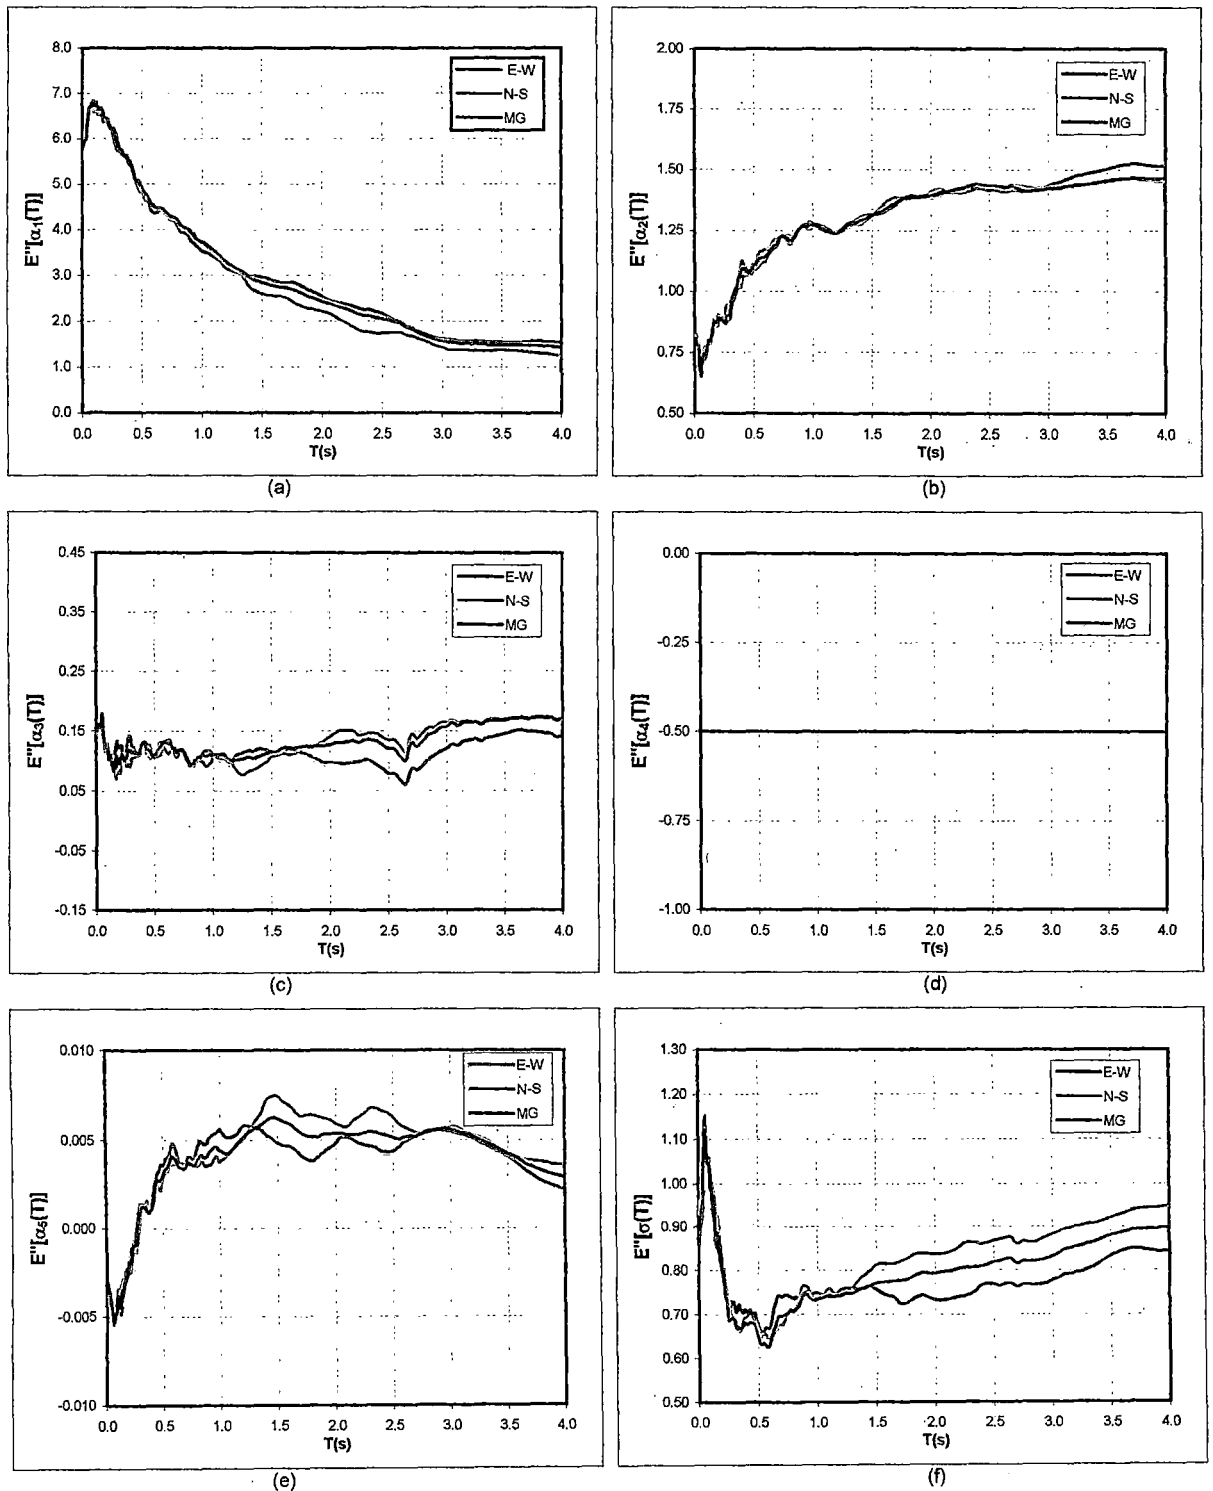 8.0
7.0
6.0
5.0
4.0
3.0
2.0
1.0
0.0
E"[α1(T)]
E-W
N-S
MG
0.0 0.5 1.0 1.5 2.0 2.5 3.0 3.5 4.0
T(s)
(a)
2.00
1.75
1.50
1.25
1.00
0.75
0.50
E"[α2(T)]
E-W
N-S
MG
0.0 0.5 1.0 1.5 2.0 2.5 3.0 3.5 4.0
T(s)
(b)
0.45
0.35
0.25
0.15
0.05
-0.05
-0.15
E"[α3(T)]
E-W
N-S
MG
0.0 0.5 1.0 1.5 2.0 2.5 3.0 3.5 4.0
T(s)
(c)
0.00
-0.25
-0.50
-0.75
-1.00
E"[α4(T)]
E-W
N-S
MG
0.0 0.5 1.0 1.5 2.0 2.5 3.0 3.5 4.0
T(s)
(d)
0.010
0.005
0.000
-0.005
-0.010
E"[α5(T)]
E-W
N-S
MG
0.0 0.5 1.0 1.5 2.0 2.5 3.0 3.5 4.0
T(s)
(e)
1.30
1.20
1.10
1.00
0.90
0.80
0.70
0.60
0.50
E"[σ(T)]
E-W
N-S
MG
0.0 0.5 1.0 1.5 2.0 2.5 3.0 3.5 4.0
T(s)
(f)